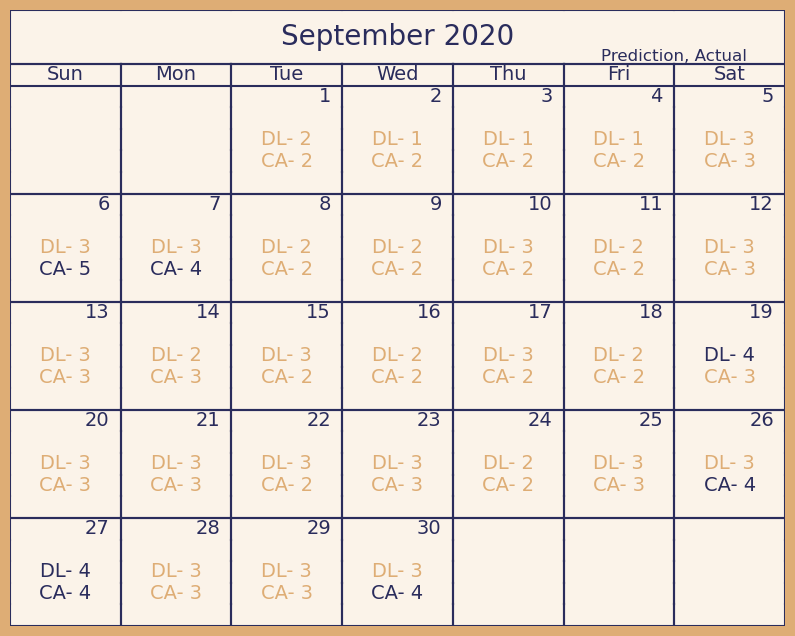 September 2020
Prediction, Actual
Sun Mon Tue Wed Thu Fri Sat
1 2 3 4 5
DL- 2 DL- 1 DL- 1 DL- 1 DL- 3
CA- 2 CA- 2 CA- 2 CA- 2 CA- 3
6 7 8 9 10 11 12
DL- 3 DL- 3 DL- 2 DL- 2 DL- 3 DL- 2 DL- 3
CA- 5 CA- 4 CA- 2 CA- 2 CA- 2 CA- 2 CA- 3
13 14 15 16 17 18 19
DL- 3 DL- 2 DL- 3 DL- 2 DL- 3 DL- 2 DL- 4
CA- 3 CA- 3 CA- 2 CA- 2 CA- 2 CA- 2 CA- 3
20 21 22 23 24 25 26
DL- 3 DL- 3 DL- 3 DL- 3 DL- 2 DL- 3 DL- 3
CA- 3 CA- 3 CA- 2 CA- 3 CA- 2 CA- 3 CA- 4
27 28 29 30
DL- 4 DL- 3 DL- 3 DL- 3
CA- 4 CA- 3 CA- 3 CA- 4